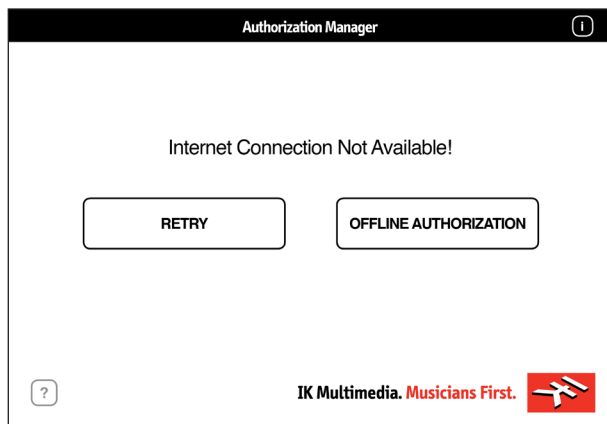 Authorization Manager
i
Internet Connection Not Available!
RETRY
OFFLINE AUTHORIZATION
?
IK Multimedia. Musicians First.